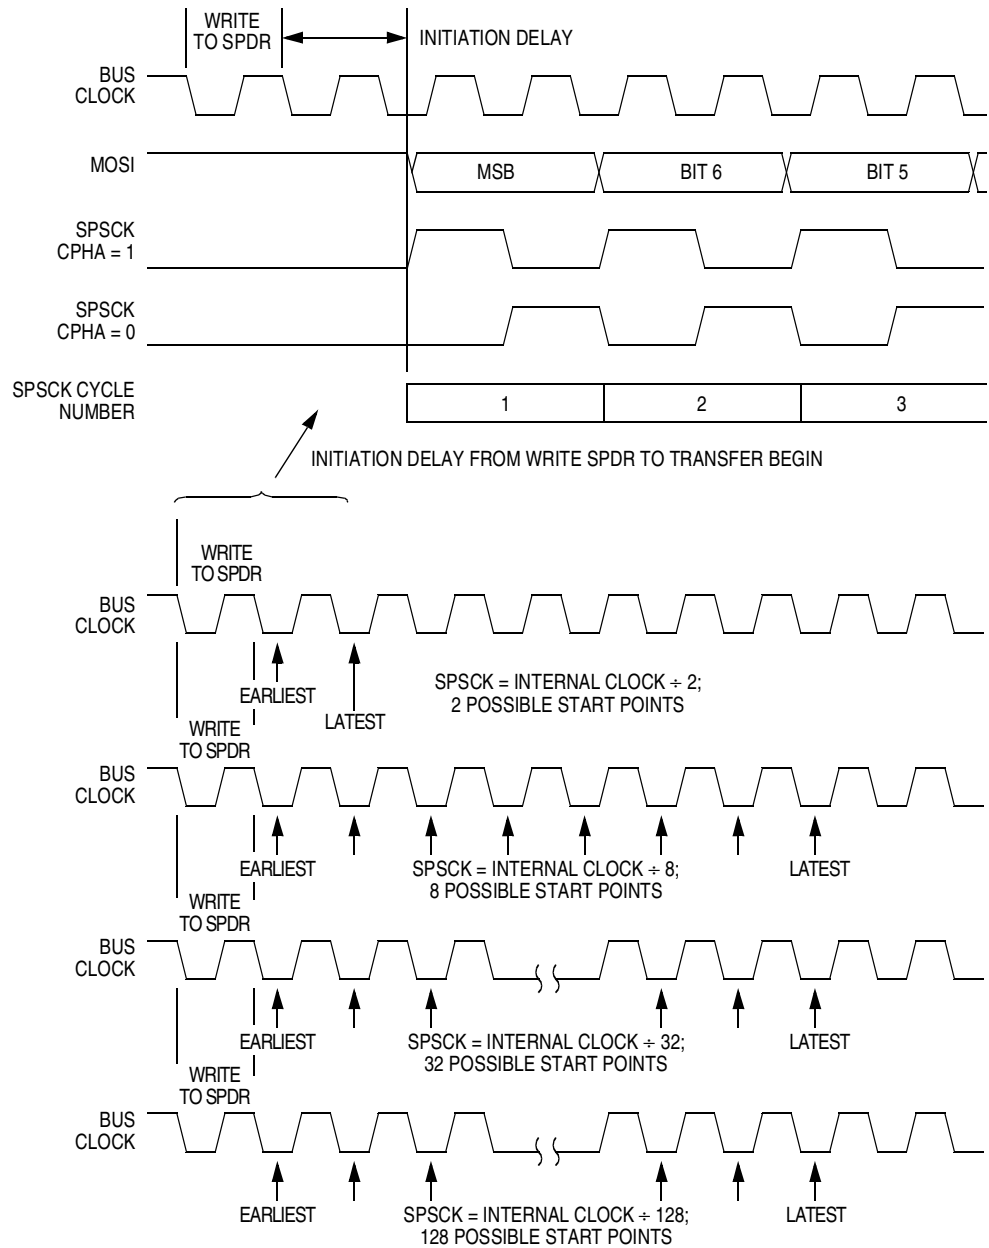 WRITE
TO SPDR
INITIATION DELAY
BUS
CLOCK
MOSI
MSB
BIT 6
BIT 5
SPSCK
CPHA = 1
SPSCK
CPHA = 0
SPSCK CYCLE
NUMBER
1
2
3
INITIATION DELAY FROM WRITE SPDR TO TRANSFER BEGIN
WRITE
TO SPDR
BUS
CLOCK
EARLIEST
LATEST
SPSCK = INTERNAL CLOCK ÷ 2;
2 POSSIBLE START POINTS
WRITE
TO SPDR
BUS
CLOCK
EARLIEST
SPSCK = INTERNAL CLOCK ÷ 8;
8 POSSIBLE START POINTS
LATEST
WRITE
TO SPDR
BUS
CLOCK
EARLIEST
SPSCK = INTERNAL CLOCK ÷ 32;
32 POSSIBLE START POINTS
LATEST
WRITE
TO SPDR
BUS
CLOCK
EARLIEST
SPSCK = INTERNAL CLOCK ÷ 128;
128 POSSIBLE START POINTS
LATEST